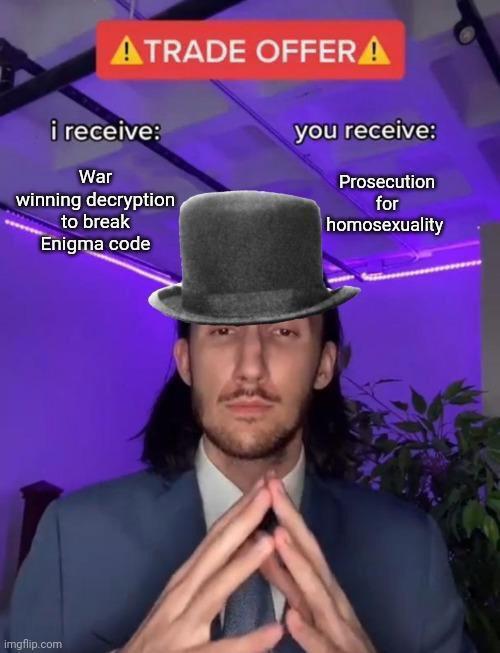 ⚠️TRADE OFFER⚠️
i receive:
you receive:
War
winning decryption
to break
Enigma code
Prosecution
for
homosexuality
imgflip.com